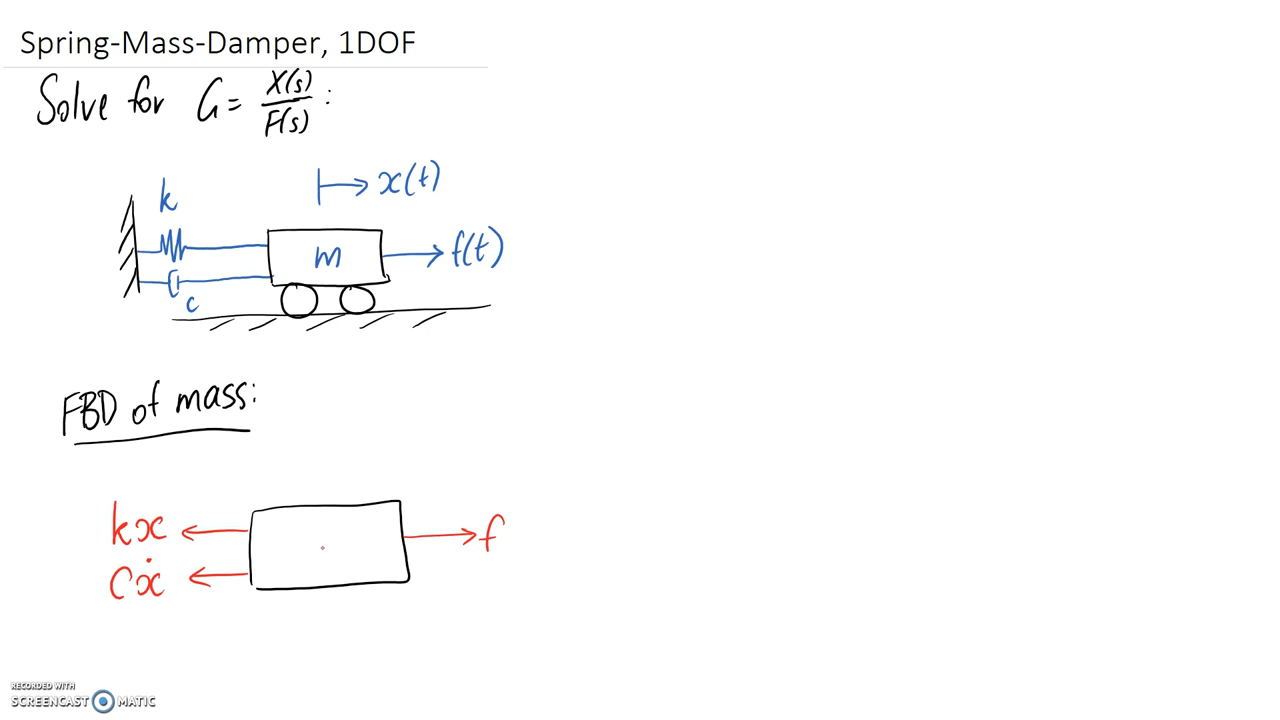 Spring-Mass-Damper, 1DOF
Solve for G = X(s)/F(s) :
k
x(t)
m
f(t)
c
FBD of mass:
kx
f
cẋ
RECORDED WITH
SCREENCAST MATIC